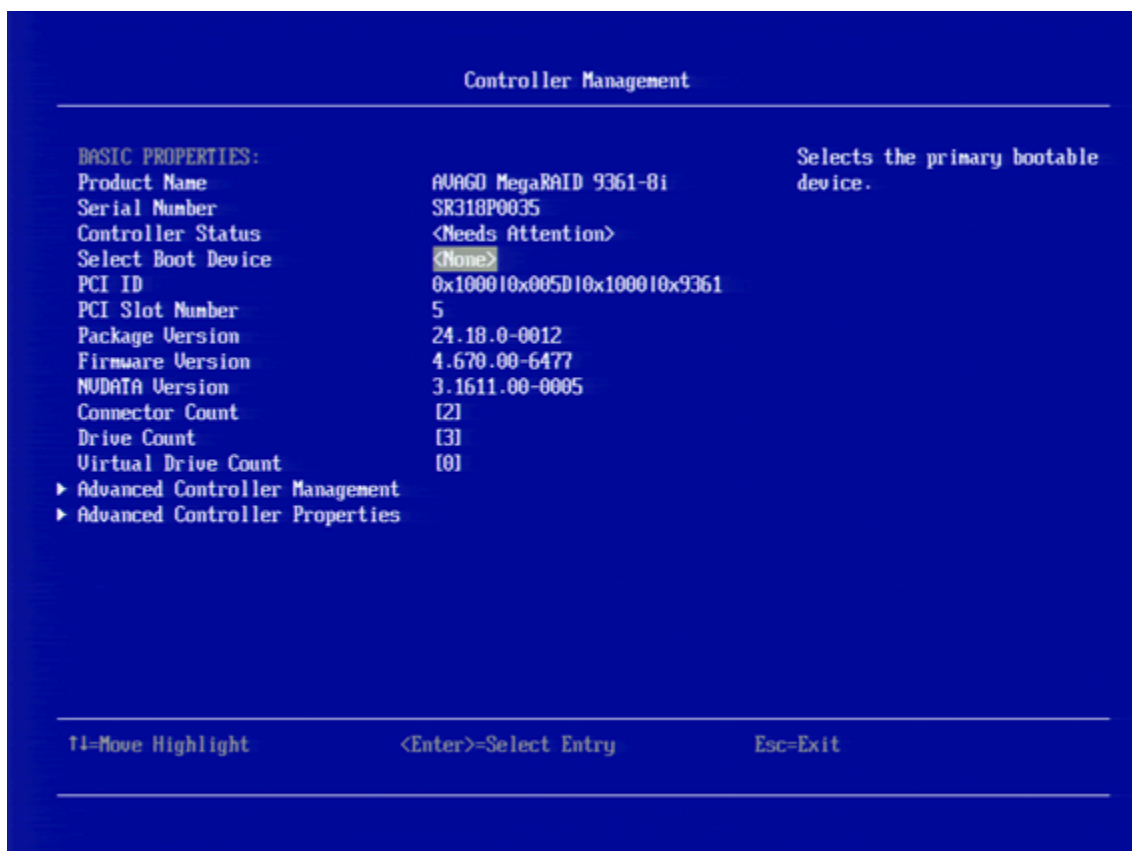 Controller Management
BASIC PROPERTIES:
Selects the primary bootable
device.
Product Name AVAGO MegaRAID 9361-8i
Serial Number SR318P0035
Controller Status <Needs Attention>
Select Boot Device <None>
PCI ID 0x1000|0x005D|0x1000|0x9361
PCI Slot Number 5
Package Version 24.18.0-0012
Firmware Version 4.670.00-6477
NVDATA Version 3.1611.00-0005
Connector Count [2]
Drive Count [3]
Virtual Drive Count [0]
▶ Advanced Controller Management
▶ Advanced Controller Properties
↑↓=Move Highlight <Enter>=Select Entry Esc=Exit